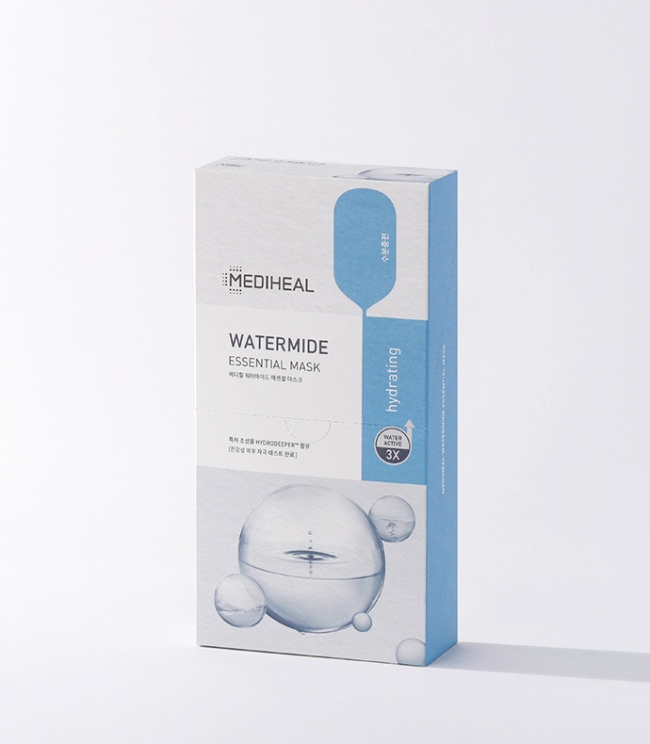 수분충전
MEDIHEAL
WATERMIDE
ESSENTIAL MASK
메디힐 워터마이드 에센셜 마스크
hydrating
WATER
ACTIVE
3X
특허 조성물 HYDRODEEPER™ 함유
[민감성 피부 자극 테스트 완료]
MEDIHEAL WATERMIDE ESSENTIAL MASK